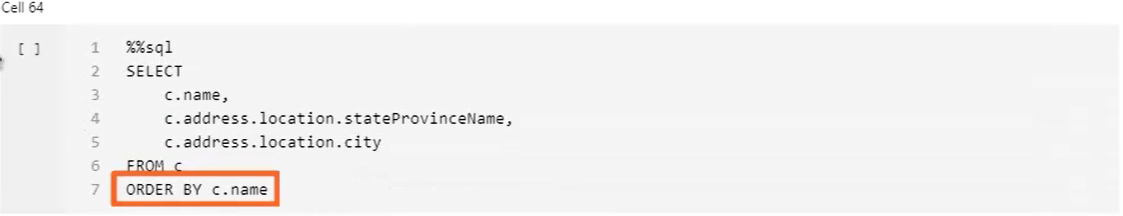 Cell 64
[ ]
1 %%sql
2 SELECT
3 c.name,
4 c.address.location.stateProvinceName,
5 c.address.location.city
6 FROM c
7 ORDER BY c.name